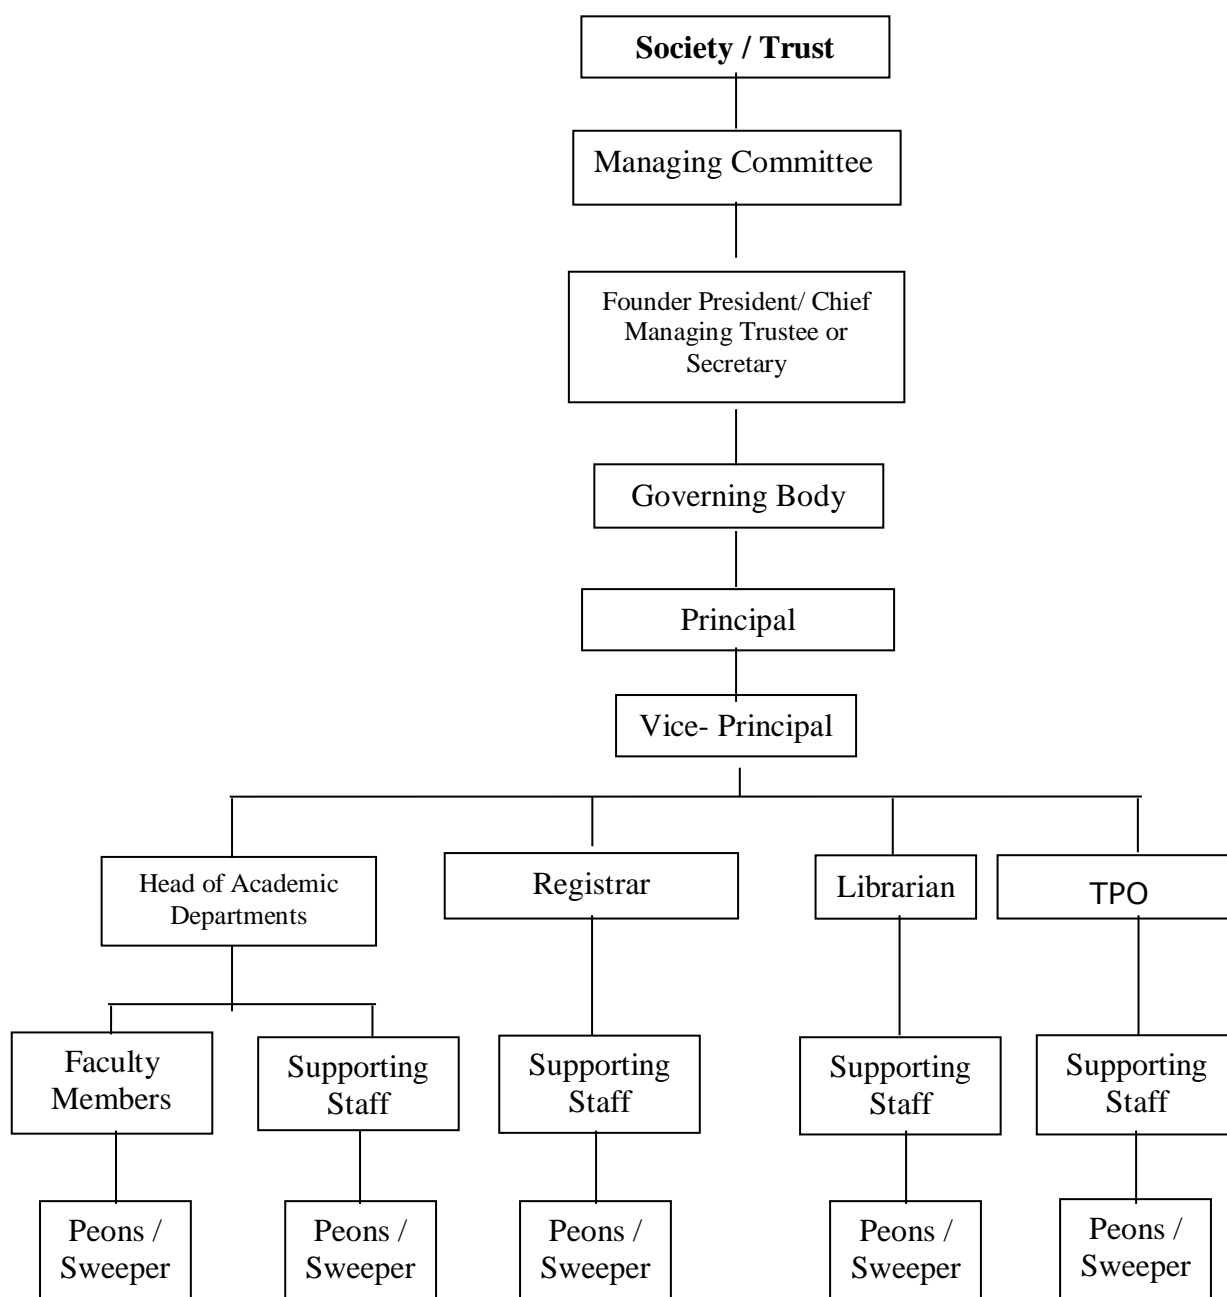 Society / Trust
Managing Committee
Founder President/ Chief
Managing Trustee or
Secretary
Governing Body
Principal
Vice- Principal
Head of Academic
Departments
Registrar
Librarian
TPO
Faculty
Members
Supporting
Staff
Supporting
Staff
Supporting
Staff
Supporting
Staff
Peons /
Sweeper
Peons /
Sweeper
Peons /
Sweeper
Peons /
Sweeper
Peons /
Sweeper